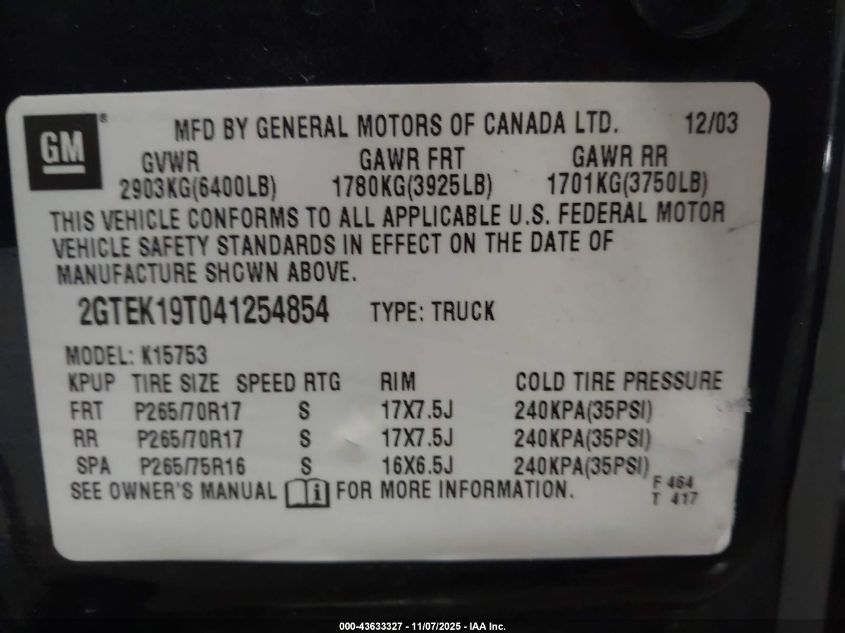 GM® MFD BY GENERAL MOTORS OF CANADA LTD. 12/03
GVWR GAWR FRT GAWR RR
2903KG(6400LB) 1780KG(3925LB) 1701KG(3750LB)
THIS VEHICLE CONFORMS TO ALL APPLICABLE U.S. FEDERAL MOTOR
VEHICLE SAFETY STANDARDS IN EFFECT ON THE DATE OF
MANUFACTURE SHOWN ABOVE.
2GTEK19T041254854 TYPE: TRUCK
MODEL: K15753
KPUP TIRE SIZE SPEED RTG RIM COLD TIRE PRESSURE
FRT P265/70R17 S 17X7.5J 240KPA(35PSI)
RR P265/70R17 S 17X7.5J 240KPA(35PSI)
SPA P265/75R16 S 16X6.5J 240KPA(35PSI)
SEE OWNER'S MANUAL i FOR MORE INFORMATION.
F 464
T 417
000-43633327 - 11/07/2025 - IAA Inc.